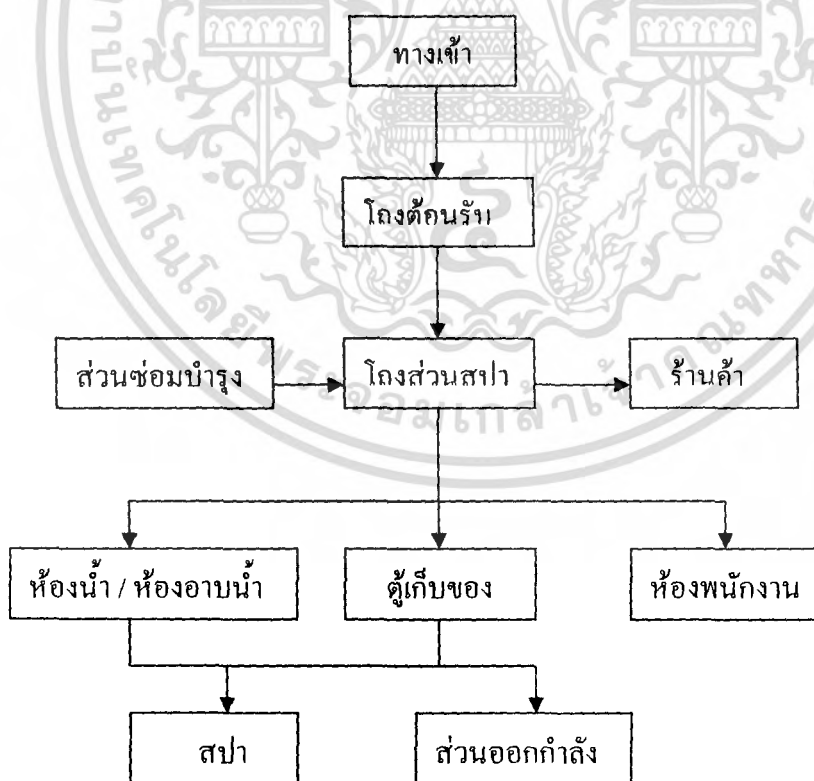 ทางเข้า
โถงต้อนรับ
ส่วนซ่อมบำรุง
โถงส่วนสปา
ร้านค้า
ห้องน้ำ / ห้องอาบน้ำ
ตู้เก็บของ
ห้องพนักงาน
สปา
ส่วนออกกำลัง